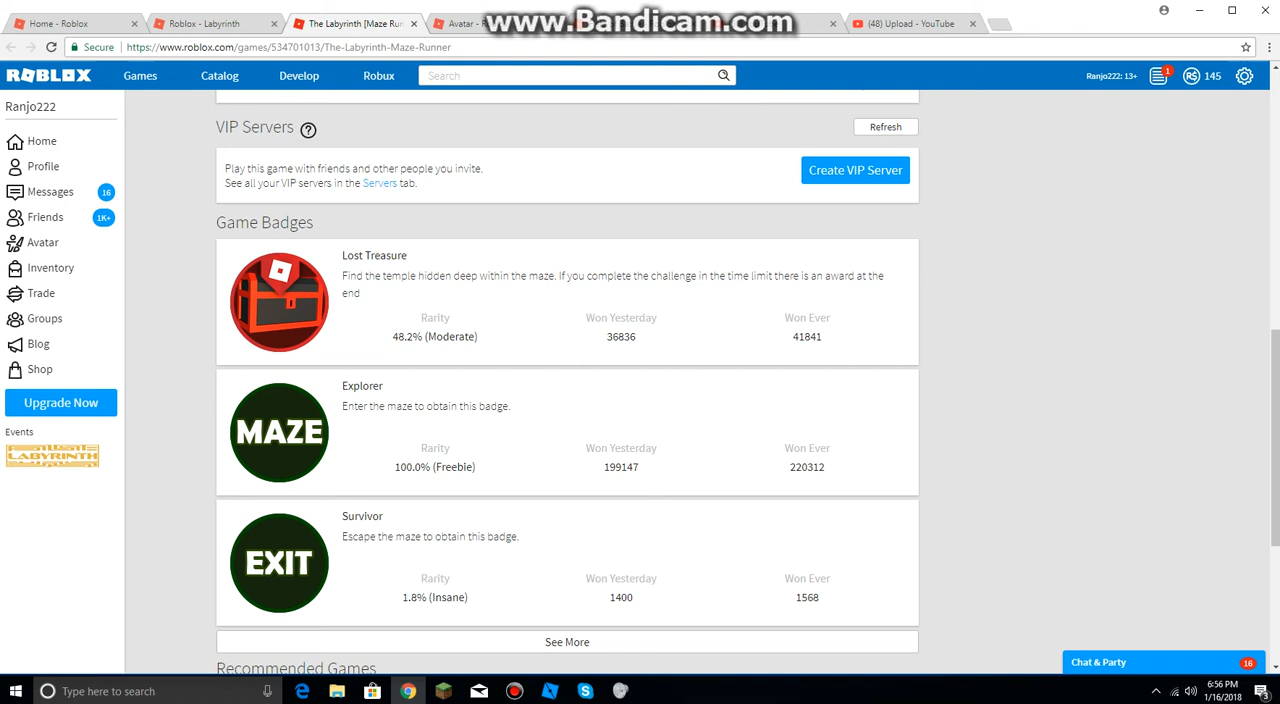 www.Bandicam.com
Home - Roblox
Roblox - Labyrinth
The Labyrinth [Maze Run
Avatar - R
(48) Upload - YouTube
Secure
https://www.roblox.com/games/534701013/The-Labyrinth-Maze-Runner
ROBLOX
Games
Catalog
Develop
Robux
Search
Ranjo222: 13+
1
R$
145
Ranjo222
Home
Profile
Messages
16
Friends
1K+
Avatar
Inventory
Trade
Groups
Blog
Shop
Upgrade Now
Events
LABYRINTH
VIP Servers
?
Refresh
Play this game with friends and other people you invite.
See all your VIP servers in the Servers tab.
Create VIP Server
Game Badges
Lost Treasure
Find the temple hidden deep within the maze. If you complete the challenge in the time limit there is an award at the
end
Rarity
Won Yesterday
Won Ever
48.2% (Moderate)
36836
41841
MAZE
Explorer
Enter the maze to obtain this badge.
Rarity
Won Yesterday
Won Ever
100.0% (Freebie)
199147
220312
EXIT
Survivor
Escape the maze to obtain this badge.
Rarity
Won Yesterday
Won Ever
1.8% (Insane)
1400
1568
See More
Recommended Games
Chat & Party
16
Type here to search
6:56 PM
1/16/2018
3